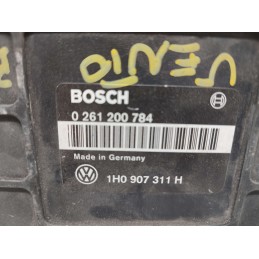 VENTO
BOSCH
0 261 200 784
Made in Germany
1H0 907 311 H